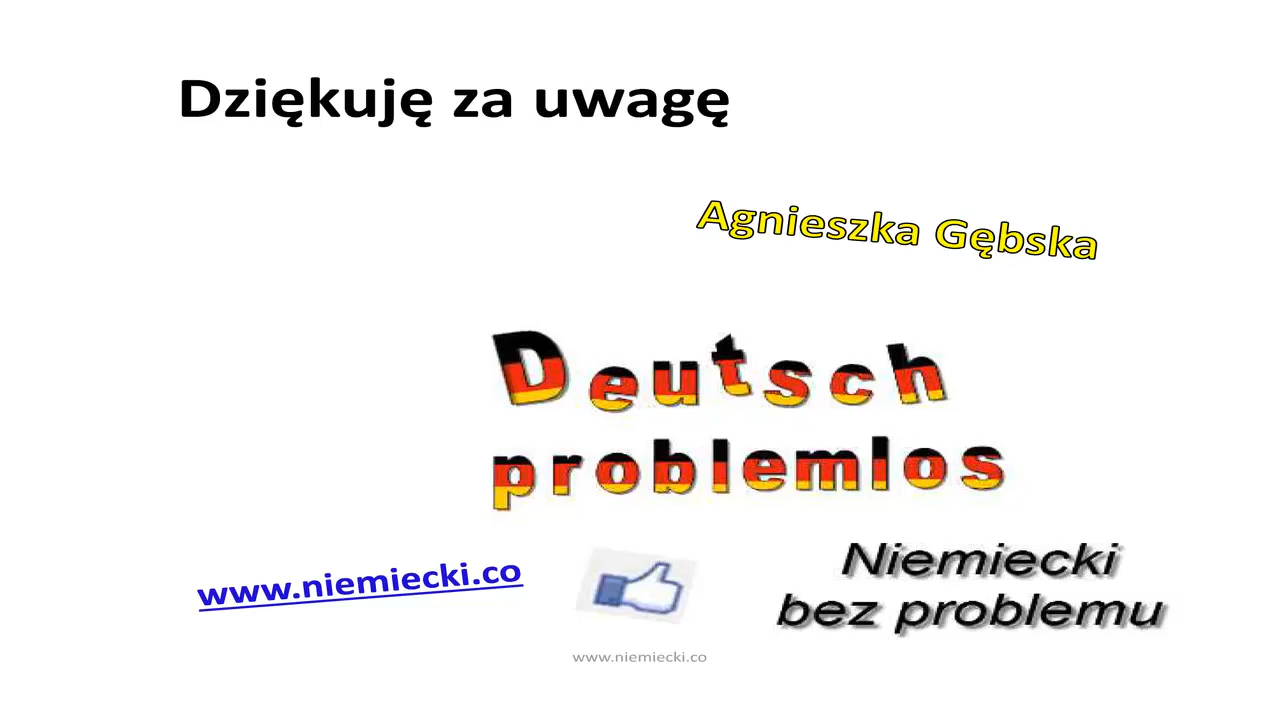 Dziękuję za uwagę
Agnieszka Gębska
Deutsch
problemlos
www.niemiecki.co
Niemiecki
bez problemu
www.niemiecki.co